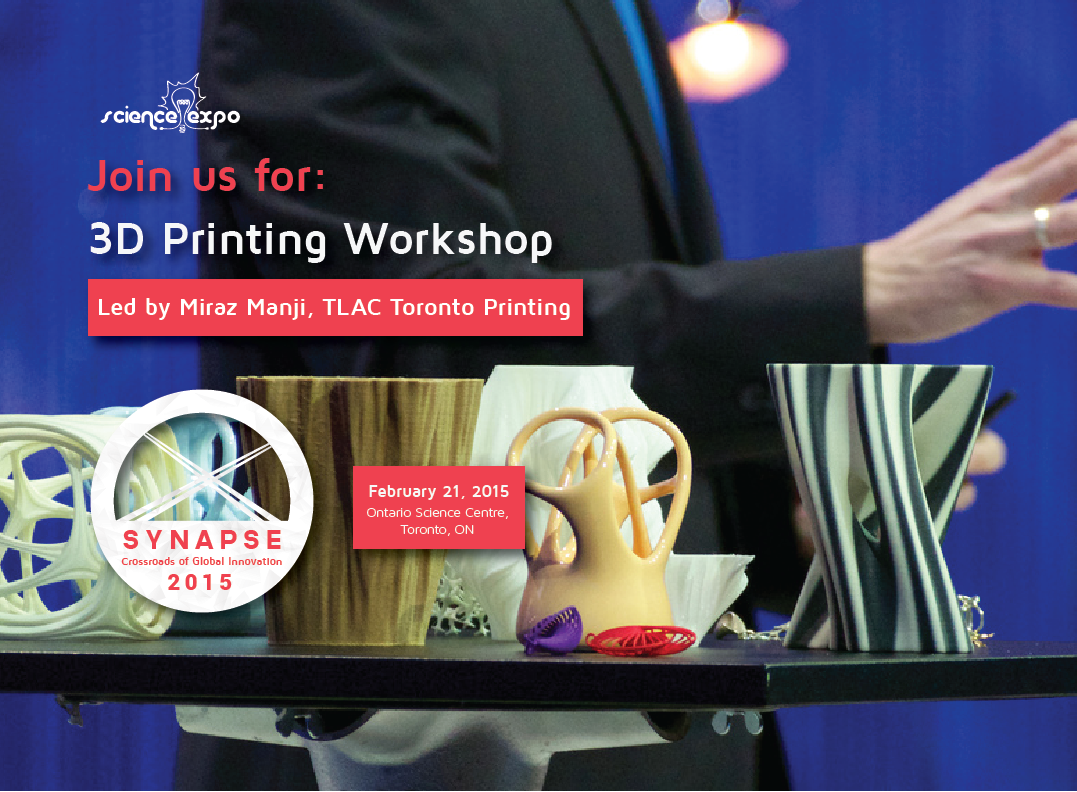 science expo
Join us for:
3D Printing Workshop
Led by Miraz Manji, TLAC Toronto Printing
February 21, 2015
Ontario Science Centre,
Toronto, ON
SYNAPSE
Crossroads of Global Innovation
2015